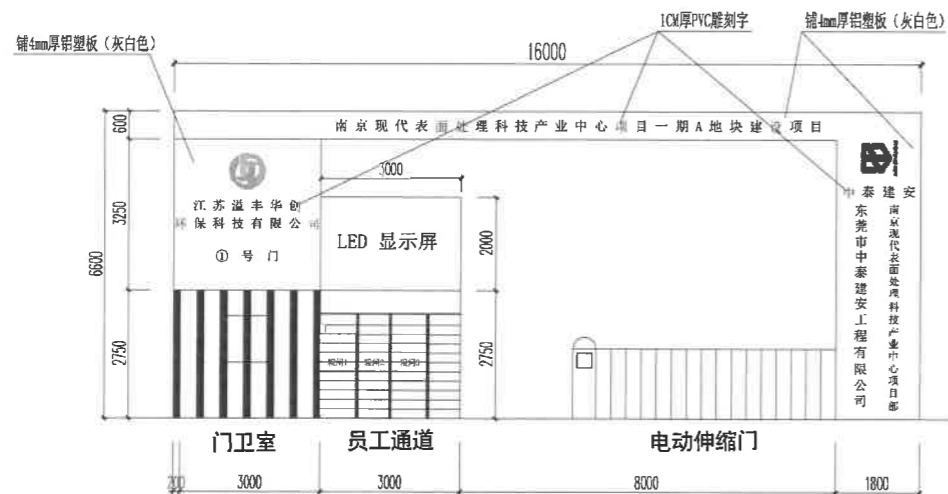 1CM厚PVC雕刻字
铺4mm厚铝塑板（灰白色）
铺4mm厚铝塑板（灰白色）
16000
600
南京现代表面处理科技产业中心项目一期A地块建设项目
3000
中泰建安
江苏溢丰华创
环保科技有限公司
① 号 门
3250
6600
LED 显示屏
2000
东莞市中泰建安工程有限公司
南京现代表面处理科技产业中心项目部
2750
2750
门卫室
员工通道
电动伸缩门
200
3000
3000
8000
1800